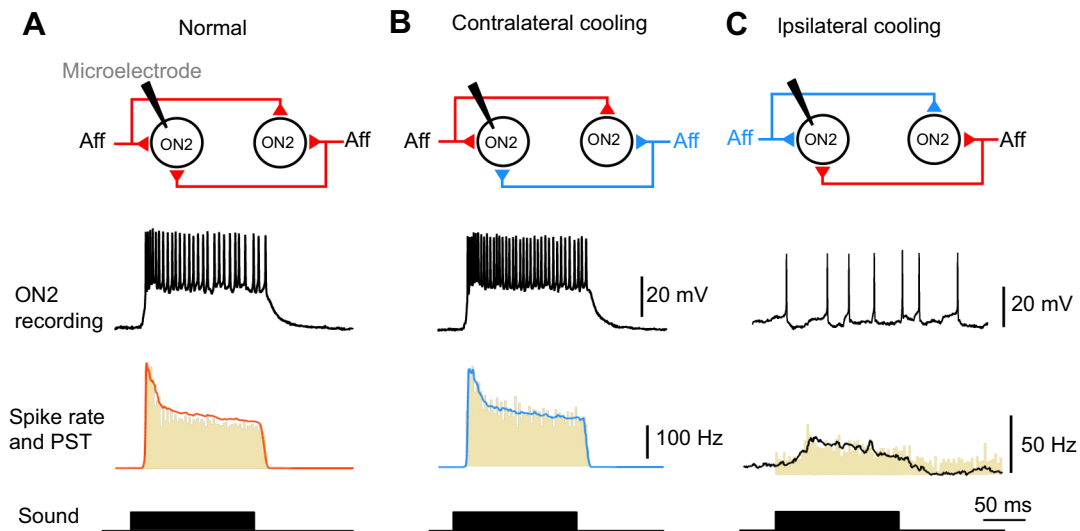 A Normal
B Contralateral cooling
C Ipsilateral cooling
Microelectrode
Aff ON2 ON2 Aff
Aff ON2 ON2 Aff
Aff ON2 ON2 Aff
ON2
recording
20 mV
20 mV
Spike rate
and PST
100 Hz
50 Hz
Sound
50 ms